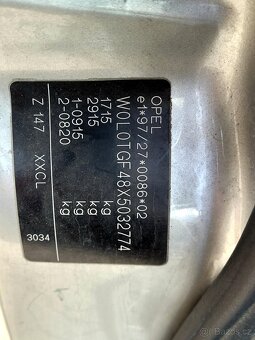 OPEL
e1*97/27*0086*02
W0L0TGF48X5032774
1715 kg
2915 kg
1-0915 kg
2-0820 kg
Z 147 XXCL
3034